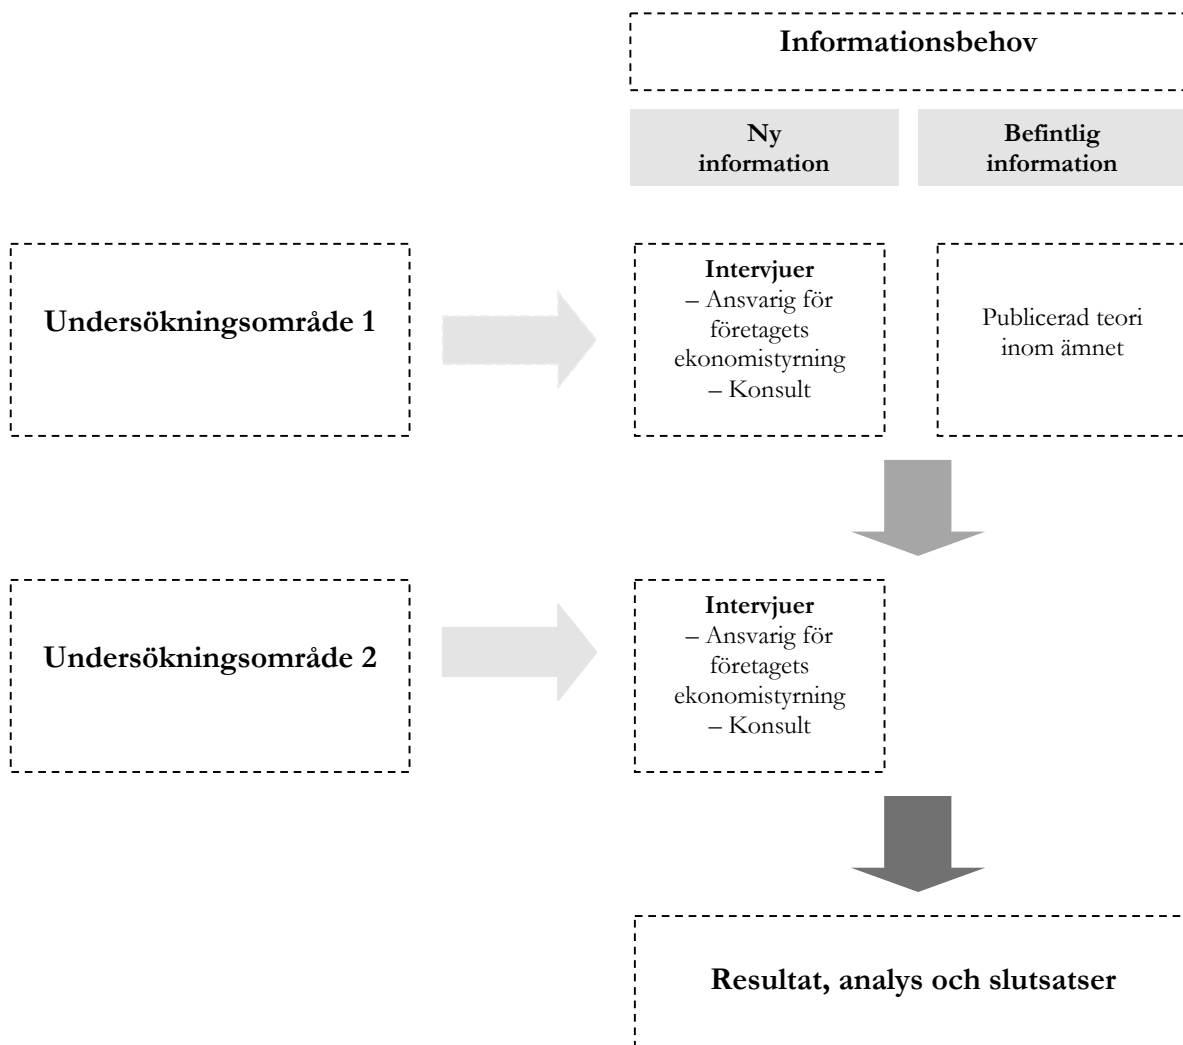 Informationsbehov
Ny
information
Befintlig
information
Undersökningsområde 1
Intervjuer
– Ansvarig för
företagets
ekonomistyrning
– Konsult
Publicerad teori
inom ämnet
Undersökningsområde 2
Intervjuer
– Ansvarig för
företagets
ekonomistyrning
– Konsult
Resultat, analys och slutsatser